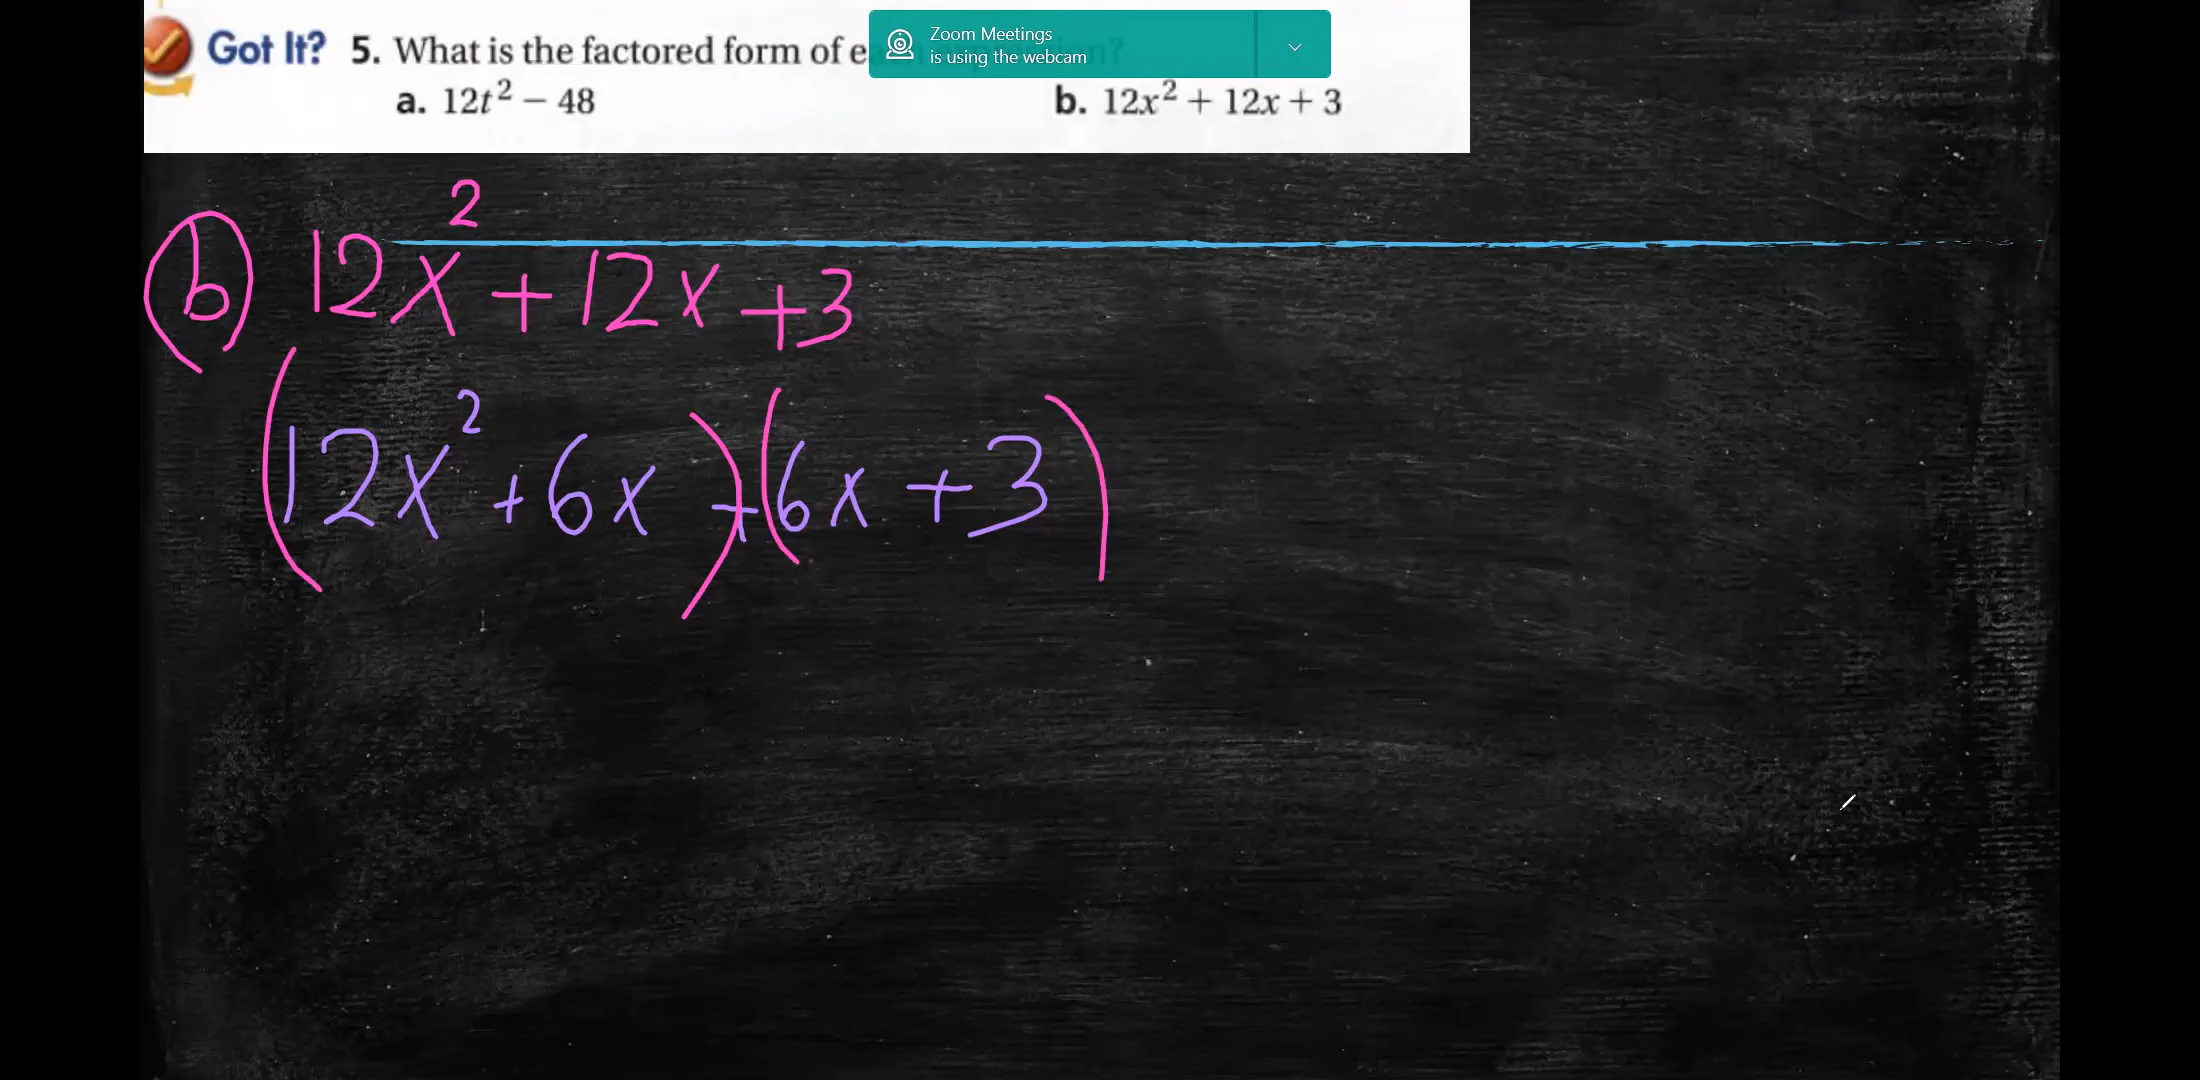 Got It? 5. What is the factored form of e
Zoom Meetings
is using the webcam
?
a. 12t² – 48
b. 12x² + 12x + 3
b 12x² + 12x + 3
(12x² + 6x) + (6x + 3)